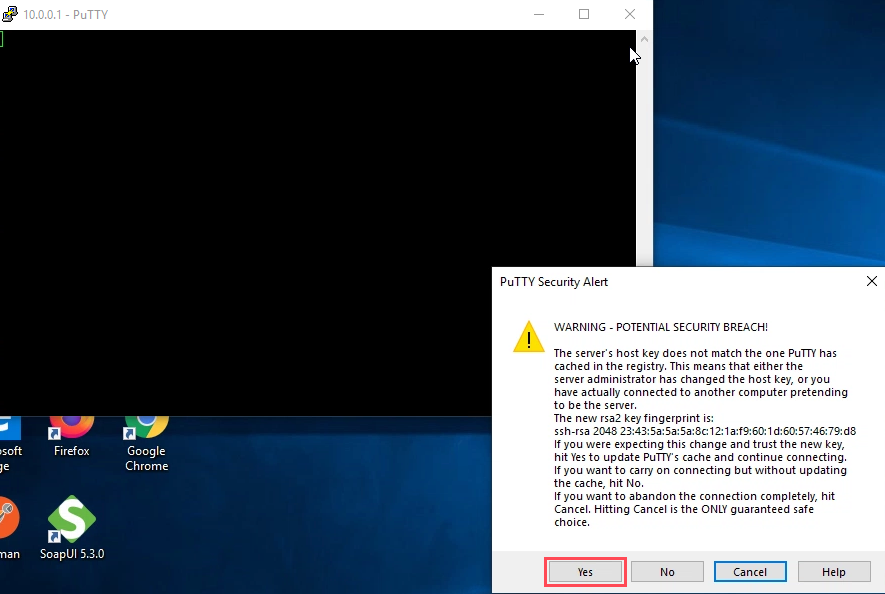 10.0.0.1 - PuTTY
PuTTY Security Alert
WARNING - POTENTIAL SECURITY BREACH!
The server's host key does not match the one PuTTY has
cached in the registry. This means that either the
server administrator has changed the host key, or you
have actually connected to another computer pretending
to be the server.
The new rsa2 key fingerprint is:
ssh-rsa 2048 23:43:5a:5a:5a:8c:12:1a:f9:60:1d:60:57:46:79:d8
If you were expecting this change and trust the new key,
hit Yes to update PuTTY's cache and continue connecting.
If you want to carry on connecting but without updating
the cache, hit No.
If you want to abandon the connection completely, hit
Cancel. Hitting Cancel is the ONLY guaranteed safe
choice.
Yes
No
Cancel
Help
osoft
ge
Firefox
Google
Chrome
man
SoapUI 5.3.0